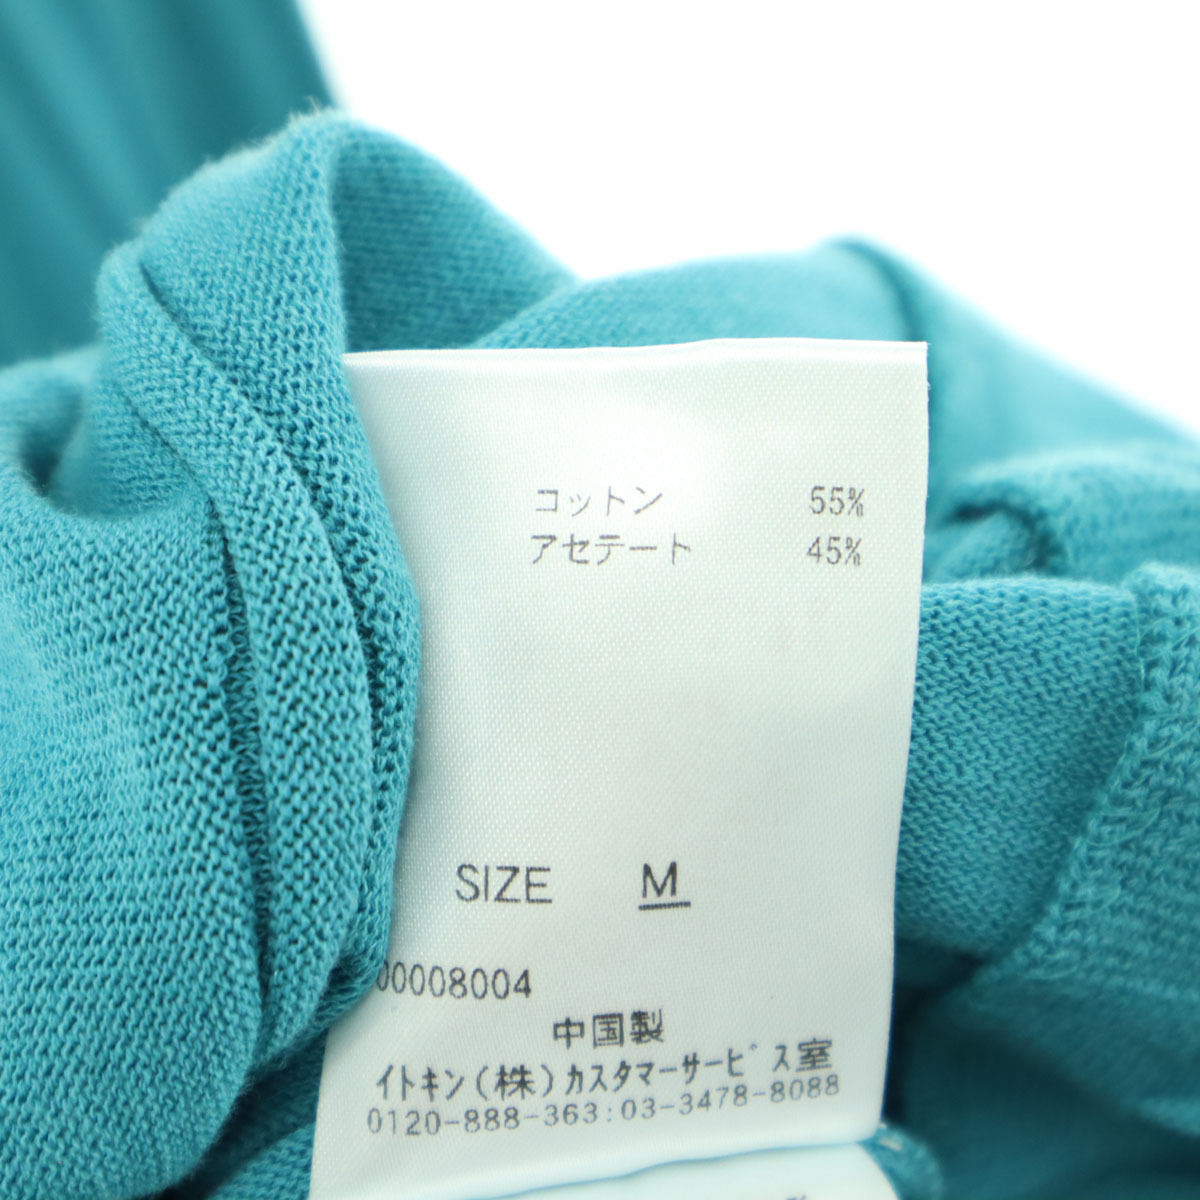 コットン 55%
アセテート 45%
SIZE M
00008004
中国製
イトキン(株)カスタマーサービス室
0120-888-363:03-3478-8088